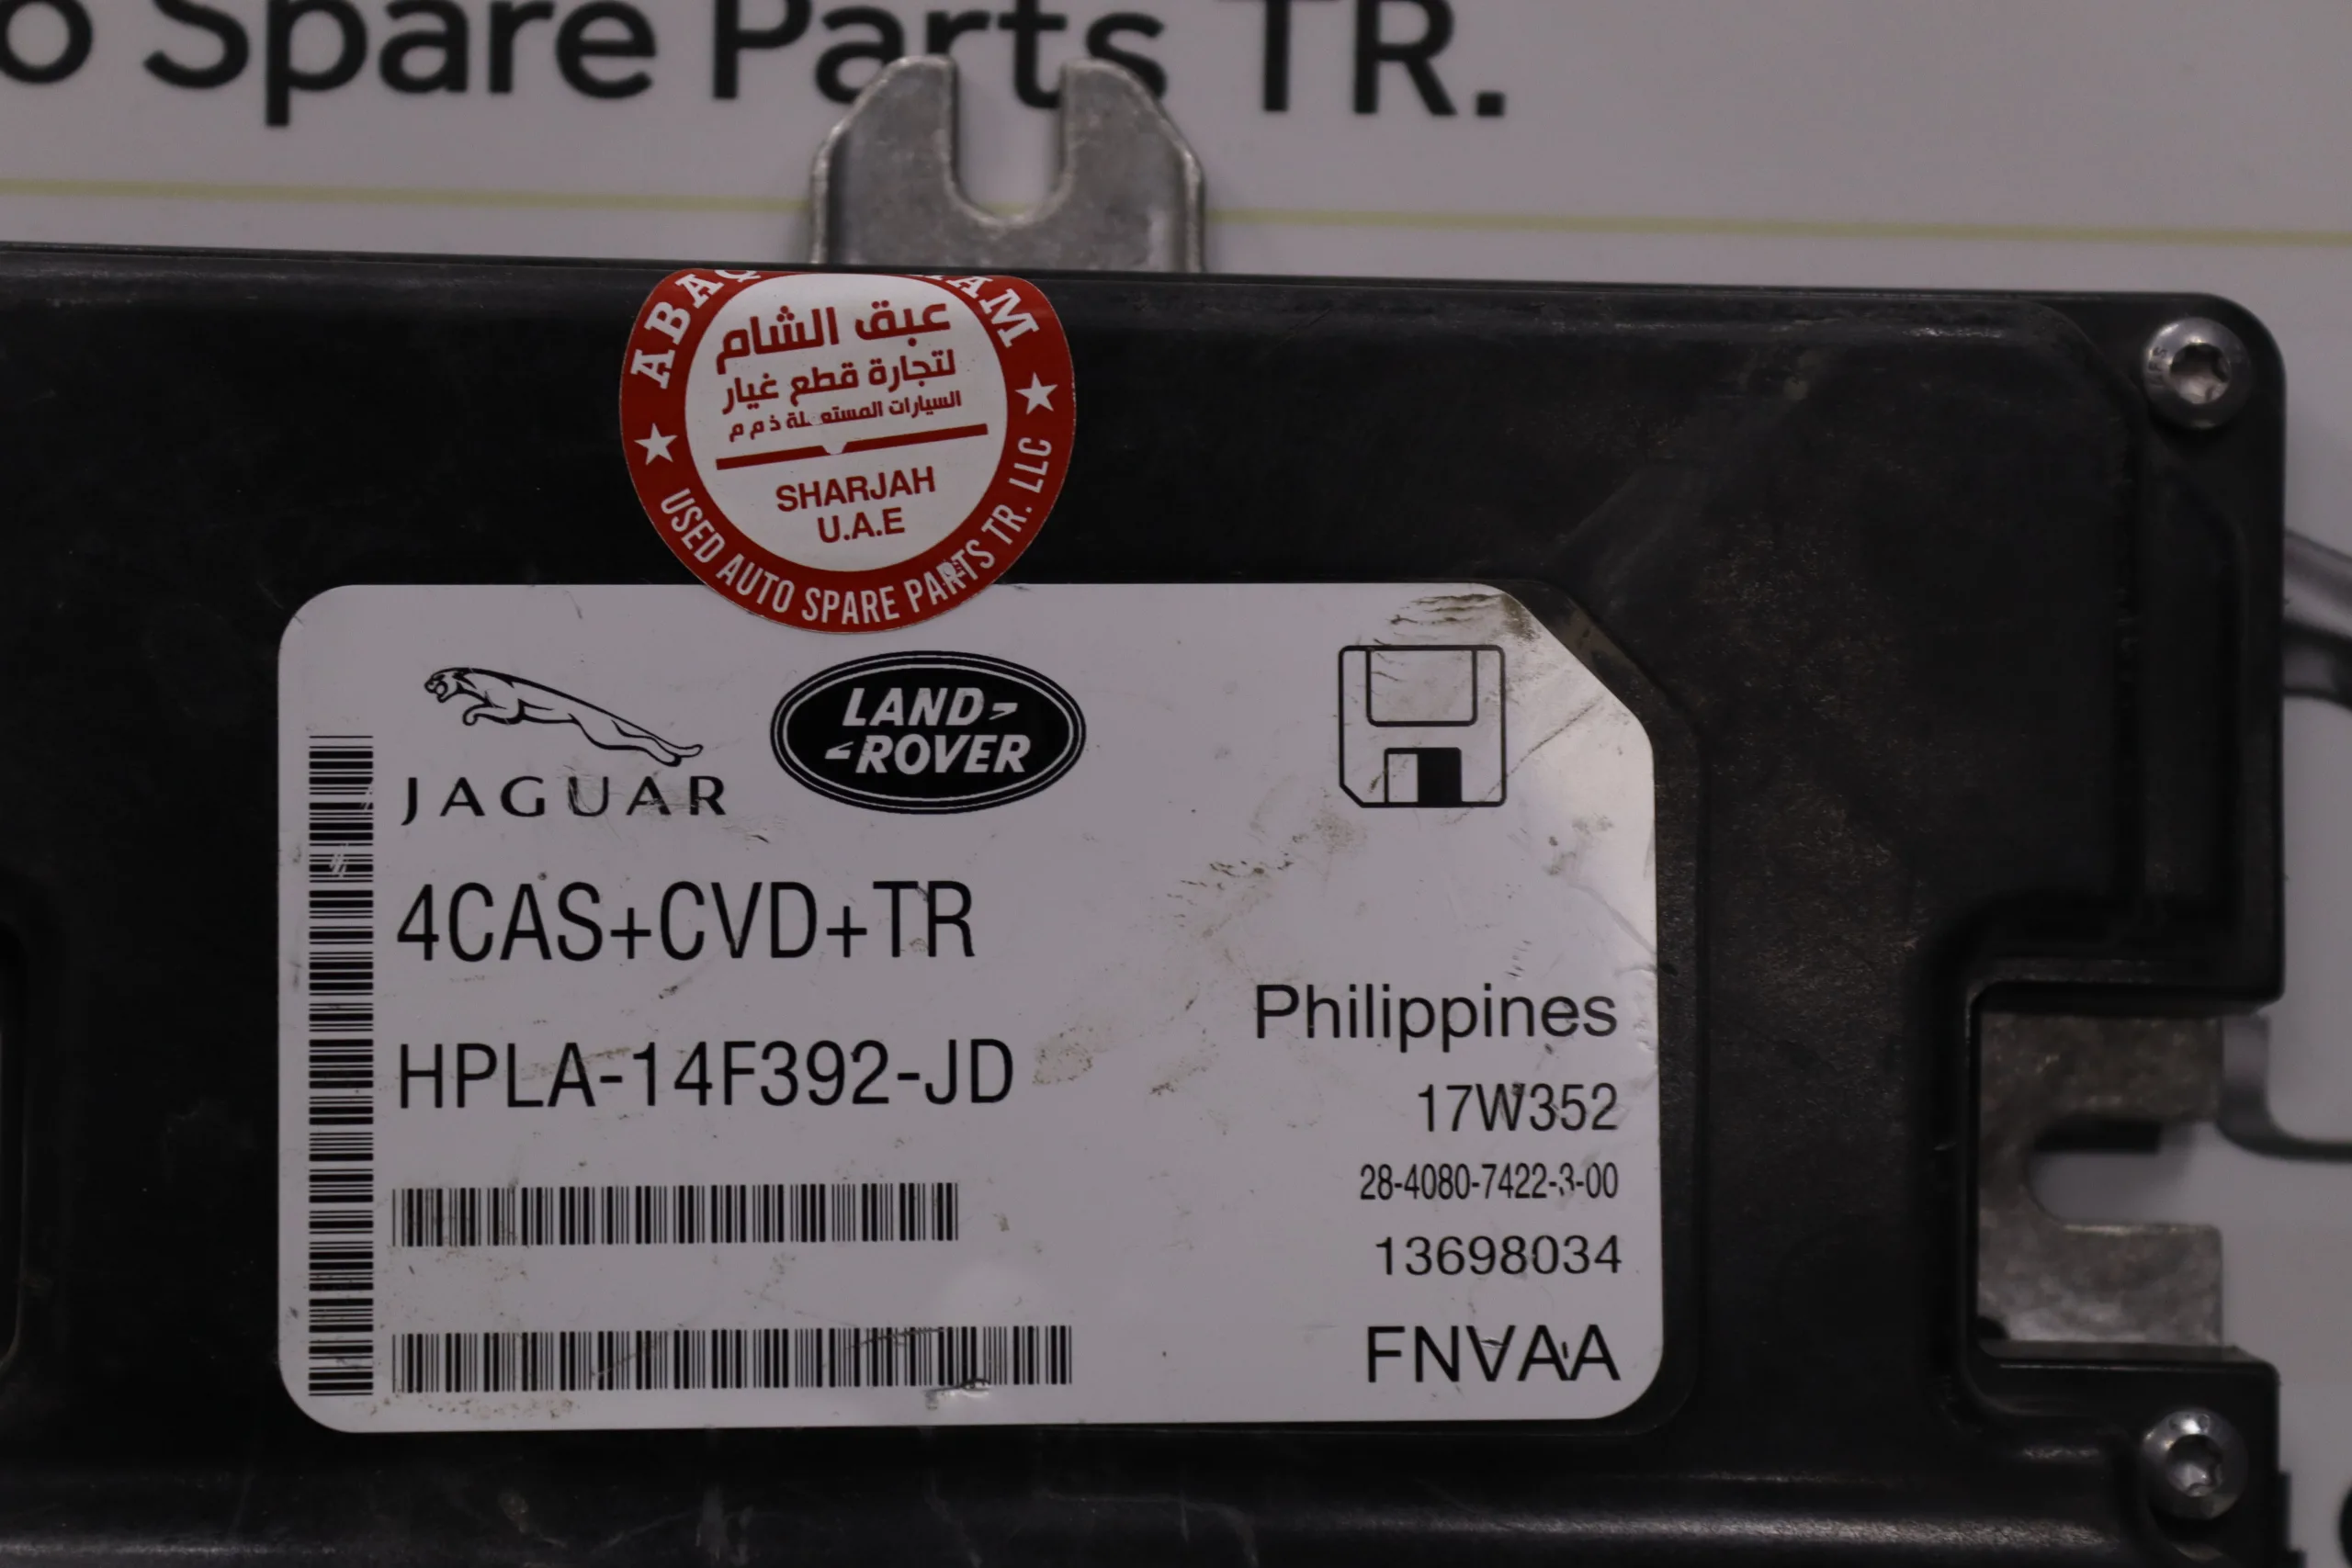 Spare Parts TR.
عبق الشام
لتجارة قطع غيار
السيارات المستعملة ذ م م
SHARJAH
U.A.E
USED AUTO SPARE PARTS TR. LLC
JAGUAR
LAND-
-ROVER
4CAS+CVD+TR
HPLA-14F392-JD
Philippines
17W352
28-4080-7422-3-00
13698034
FNVAA